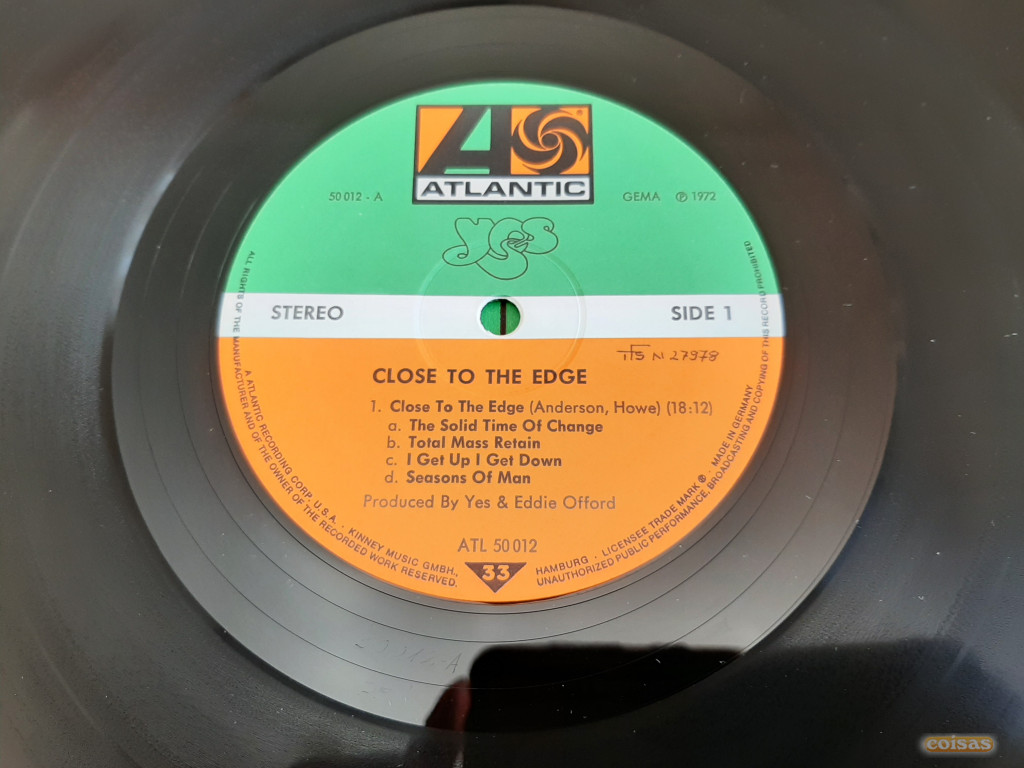 ATLANTIC
50 012 - A
GEMA ℗ 1972
yes
STEREO
SIDE 1
CLOSE TO THE EDGE
1. Close To The Edge (Anderson, Howe) (18:12)
a. The Solid Time Of Change
b. Total Mass Retain
c. I Get Up I Get Down
d. Seasons Of Man
Produced By Yes & Eddie Offord
ATL 50 012
33
A ATLANTIC RECORDING CORP., U.S.A. · KINNEY MUSIC GMBH., HAMBURG · LICENSEE TRADE MARK ® · MADE IN GERMANY
ALL RIGHTS OF THE MANUFACTURER AND OF THE OWNER OF THE RECORDED WORK RESERVED. UNAUTHORIZED PUBLIC PERFORMANCE, BROADCASTING AND COPYING OF THIS RECORD PROHIBITED
N 27978
coisas